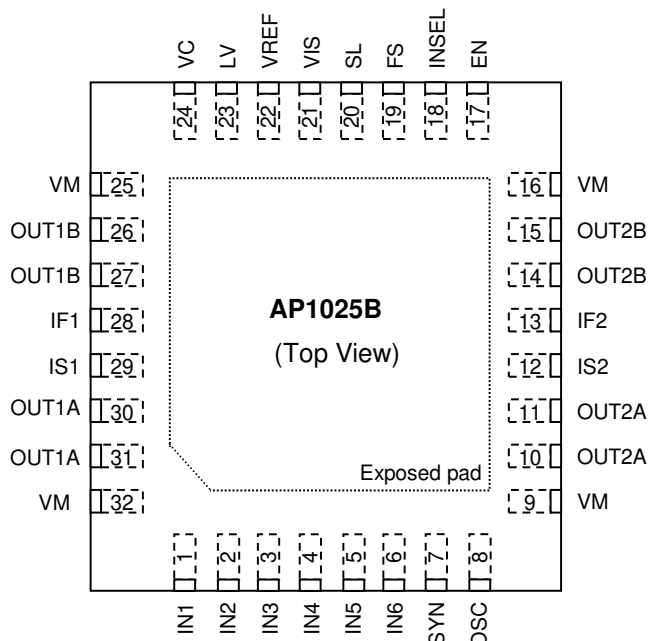 VC LV VREF VIS SL FS INSEL EN
24 23 22 21 20 19 18 17
VM 25 16 VM
OUT1B 26 15 OUT2B
OUT1B 27 14 OUT2B
IF1 28 13 IF2
IS1 29 12 IS2
OUT1A 30 11 OUT2A
OUT1A 31 10 OUT2A
VM 32 9 VM
AP1025B
(Top View)
Exposed pad
1 2 3 4 5 6 7 8
IN1 IN2 IN3 IN4 IN5 IN6 SYN OSC